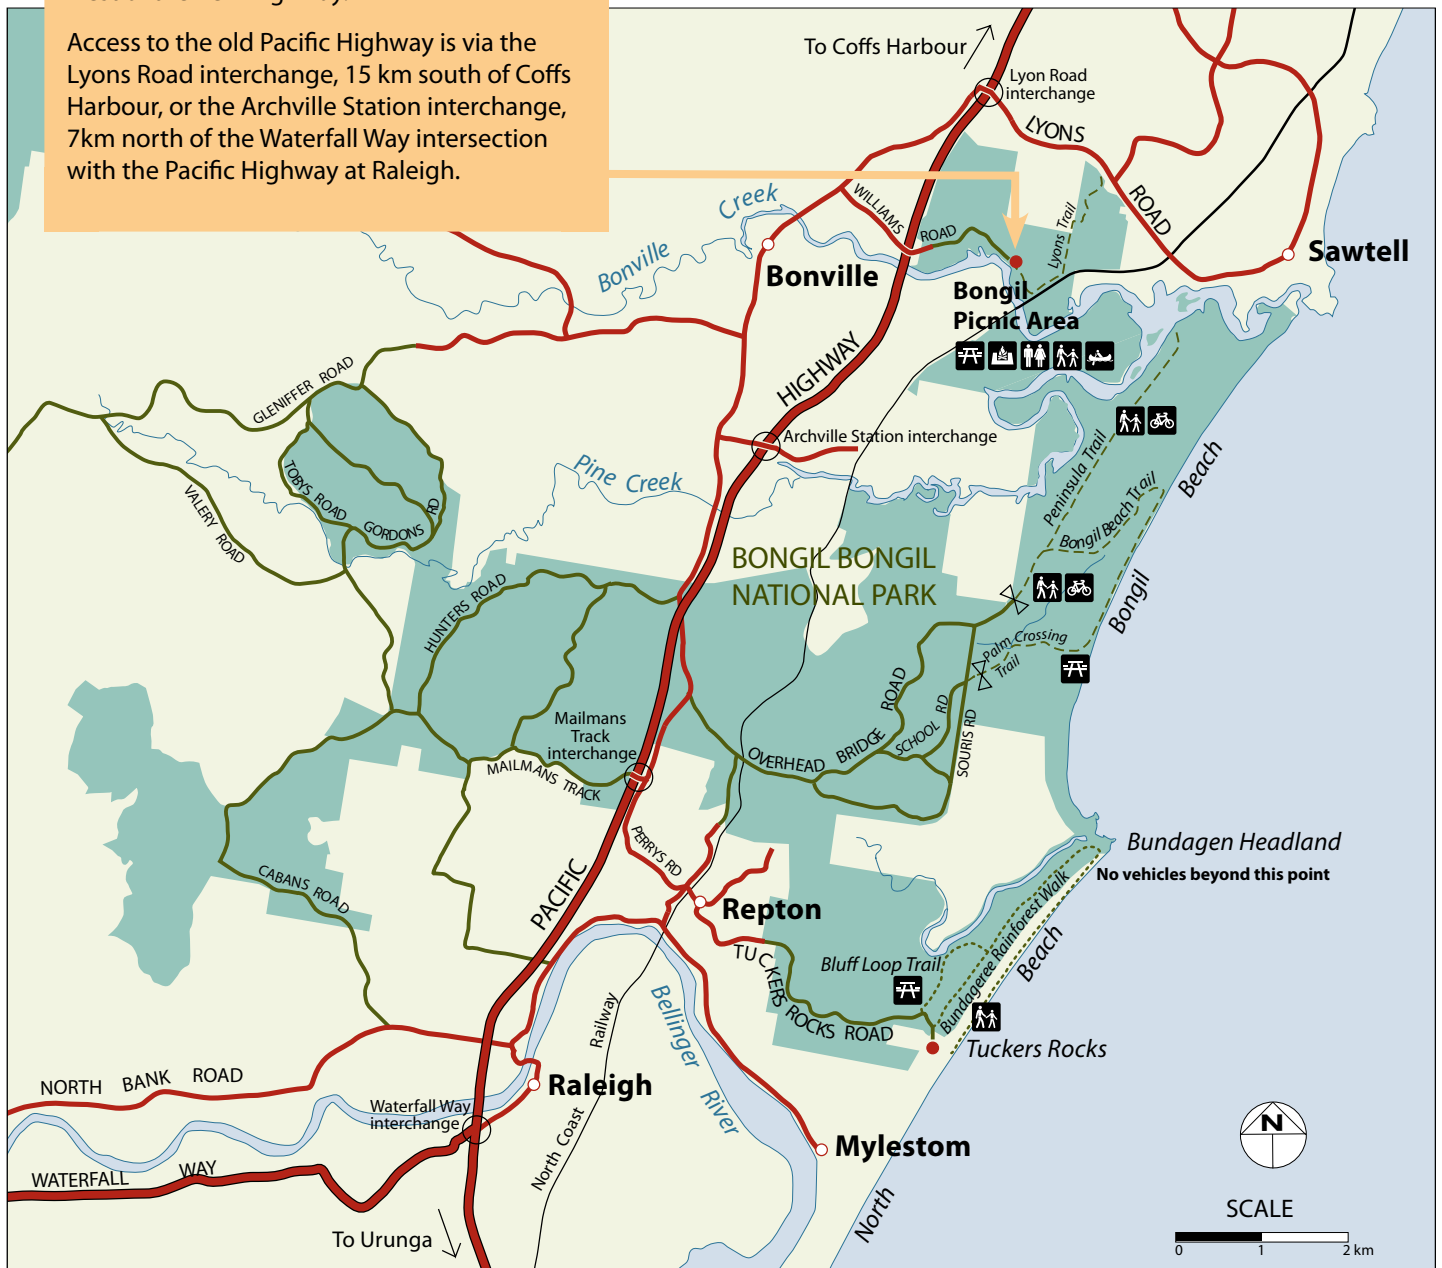 Access to the old Pacific Highway is via the
Lyons Road interchange, 15 km south of Coffs
Harbour, or the Archville Station interchange,
7km north of the Waterfall Way intersection
with the Pacific Highway at Raleigh.
To Coffs Harbour
Lyon Road
interchange
LYONS
ROAD
WILLIAMS
ROAD
Lyons Trail
Creek
Bonville
Bonville
Sawtell
Bongil
Picnic Area
HIGHWAY
GLENIFFER ROAD
Archville Station interchange
Pine Creek
Peninsula Trail
Beach
Bongil Beach Trail
TOBYS ROAD
GORDONS RD
VALERY ROAD
BONGIL BONGIL
NATIONAL PARK
HUNTERS ROAD
Bongil
Palm Crossing
Trail
Mailmans
Track
interchange
MAILMANS TRACK
OVERHEAD
BRIDGE
ROAD
SCHOOL RD
SOURIS RD
PERRYS RD
Bundagen Headland
No vehicles beyond this point
CABANS ROAD
PACIFIC
Repton
TUCKERS ROCKS ROAD
Bluff Loop Trail
Bundageree Rainforest Walk
Beach
Tuckers Rocks
Bellinger
River
Railway
North Coast
NORTH BANK ROAD
Raleigh
Waterfall Way
interchange
WATERFALL WAY
Mylestom
North
To Urunga
N
SCALE
0 1 2 km